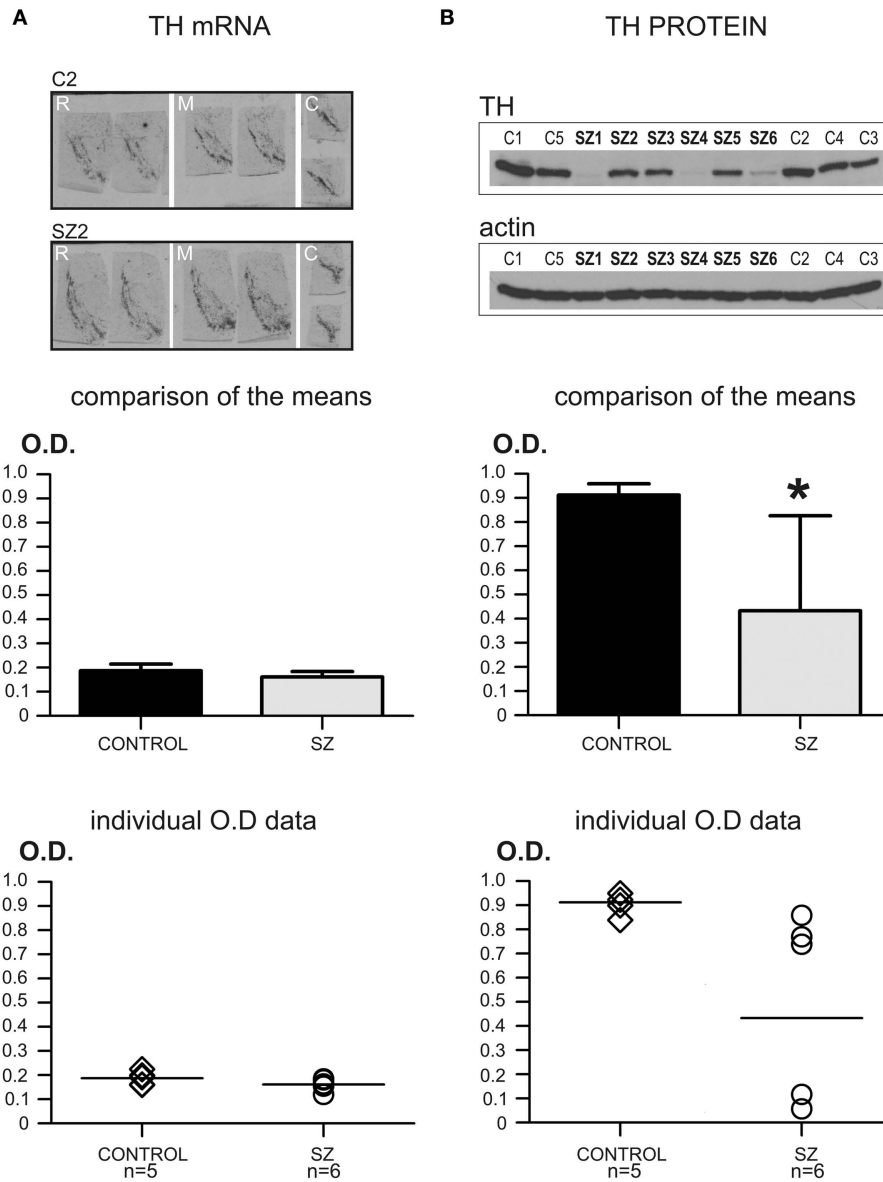 A
TH mRNA
C2
R M C
SZ2
R M C
comparison of the means
O.D.
1.0
0.9
0.8
0.7
0.6
0.5
0.4
0.3
0.2
0.1
0
CONTROL SZ
individual O.D data
O.D.
1.0
0.9
0.8
0.7
0.6
0.5
0.4
0.3
0.2
0.1
0
CONTROL SZ
n=5 n=6
B
TH PROTEIN
TH
C1 C5 SZ1 SZ2 SZ3 SZ4 SZ5 SZ6 C2 C4 C3
actin
C1 C5 SZ1 SZ2 SZ3 SZ4 SZ5 SZ6 C2 C4 C3
comparison of the means
O.D.
1.0
0.9
0.8
0.7
0.6
0.5
0.4
0.3
0.2
0.1
0
*
CONTROL SZ
individual O.D data
O.D.
1.0
0.9
0.8
0.7
0.6
0.5
0.4
0.3
0.2
0.1
0
CONTROL SZ
n=5 n=6